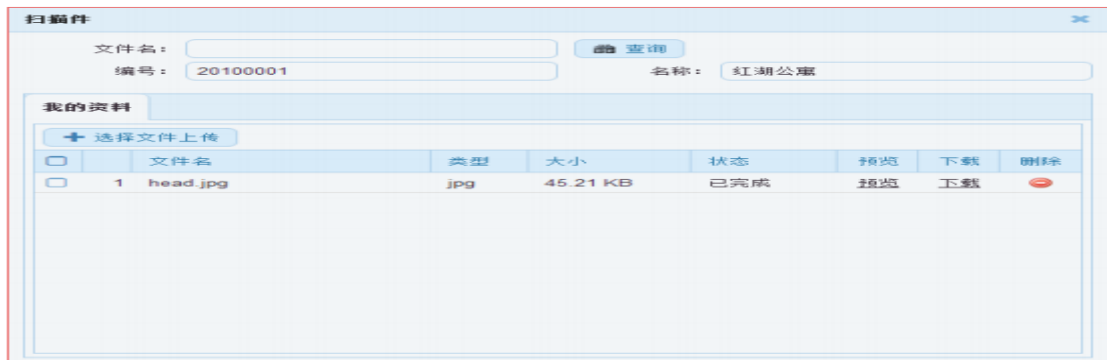 扫描件
文件名： 查询
编号： 20100001 名称： 红湖公寓
我的资料
选择文件上传
文件名 类型 大小 状态 预览 下载 删除
1 head.jpg jpg 45.21 KB 已完成 预览 下载